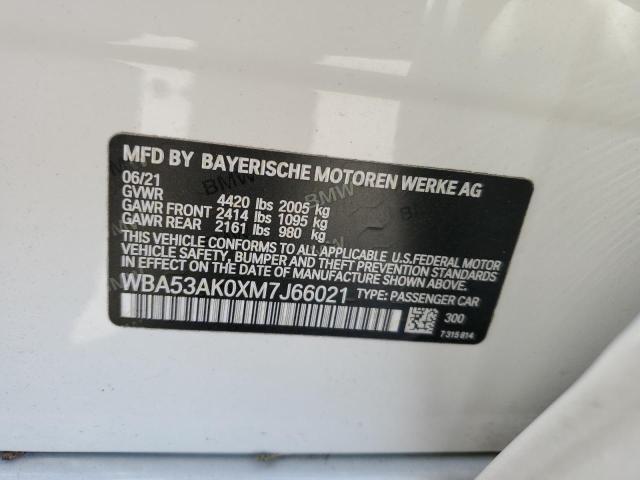 MFD BY BAYERISCHE MOTOREN WERKE AG
06/21
GVWR 4420 lbs 2005 kg
GAWR FRONT 2414 lbs 1095 kg
GAWR REAR 2161 lbs 980 kg
THIS VEHICLE CONFORMS TO ALL APPLICABLE U.S.FEDERAL MOTOR
VEHICLE SAFETY, BUMPER AND THEFT PREVENTION STANDARDS
IN EFFECT ON THE DATE OF MANUFACTURE SHOWN ABOVE.
WBA53AK0XM7J66021 TYPE: PASSENGER CAR
300
7 315 814
BMW
BMW
BMW